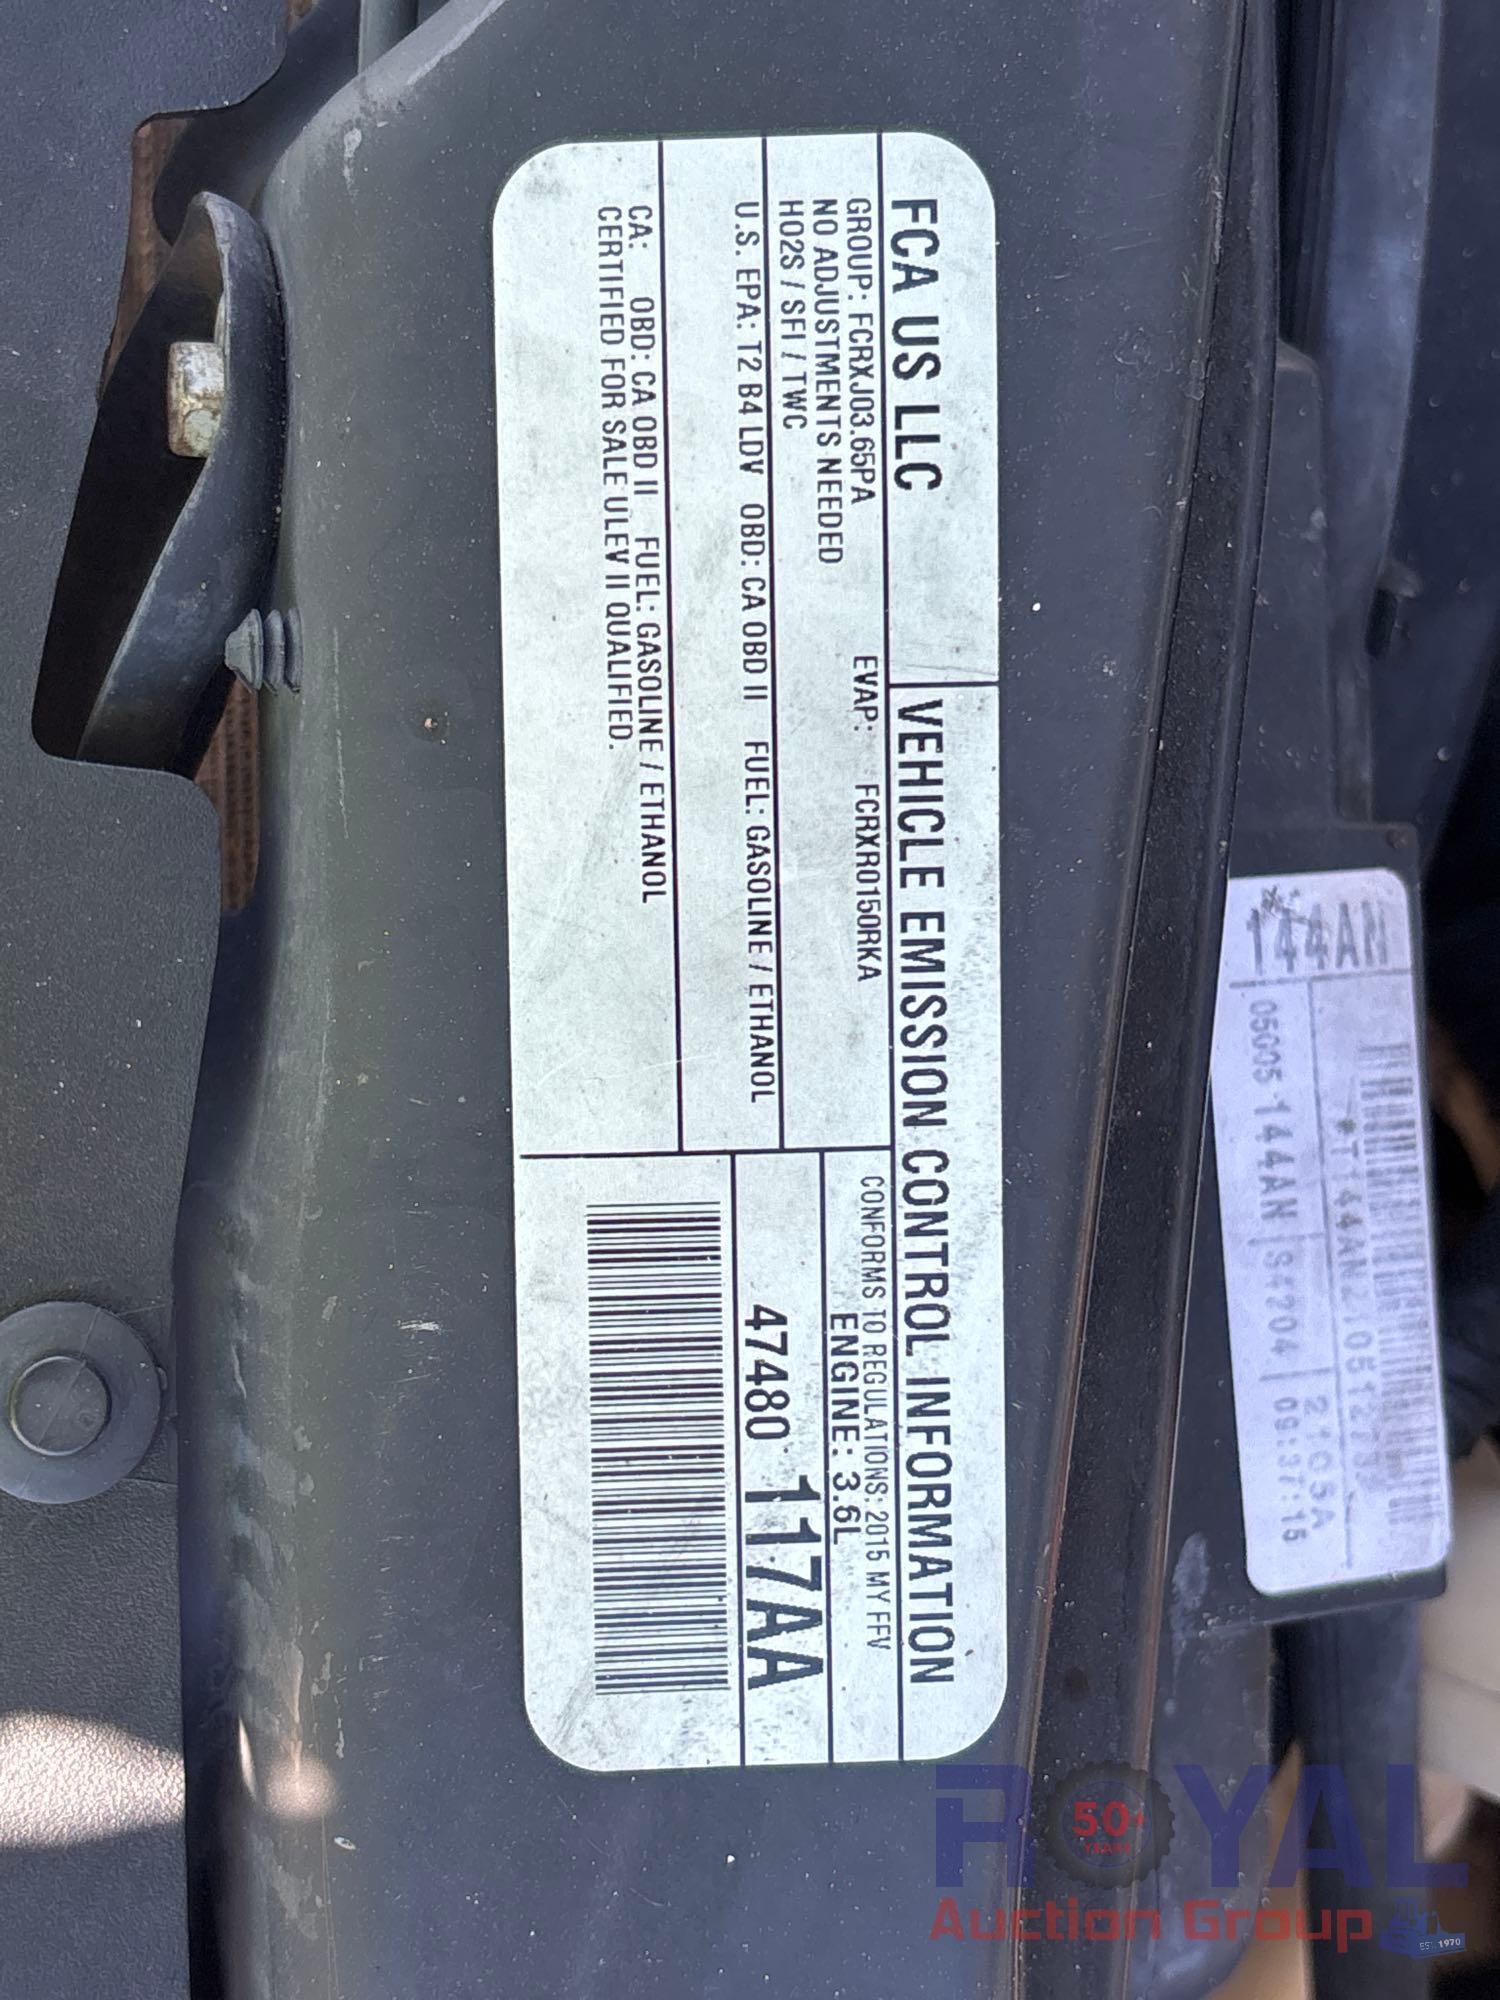 FCA US LLC
VEHICLE EMISSION CONTROL INFORMATION
GROUP: FCRXJ03.65PA
EVAP: FCRXR0150RKA
NO ADJUSTMENTS NEEDED
HO2S / SFI / TWC
U.S. EPA: T2 B4 LDV OBD: CA OBD II FUEL: GASOLINE / ETHANOL
CA: OBD: CA OBD II FUEL: GASOLINE / ETHANOL
CERTIFIED FOR SALE ULEV II QUALIFIED.
CONFORMS TO REGULATIONS: 2015 MY FFV
ENGINE: 3.6L
47480 117AA
144AN
05005144AN
09:37:15
ROYAL
50+
YEARS
Auction Group
EST. 1970